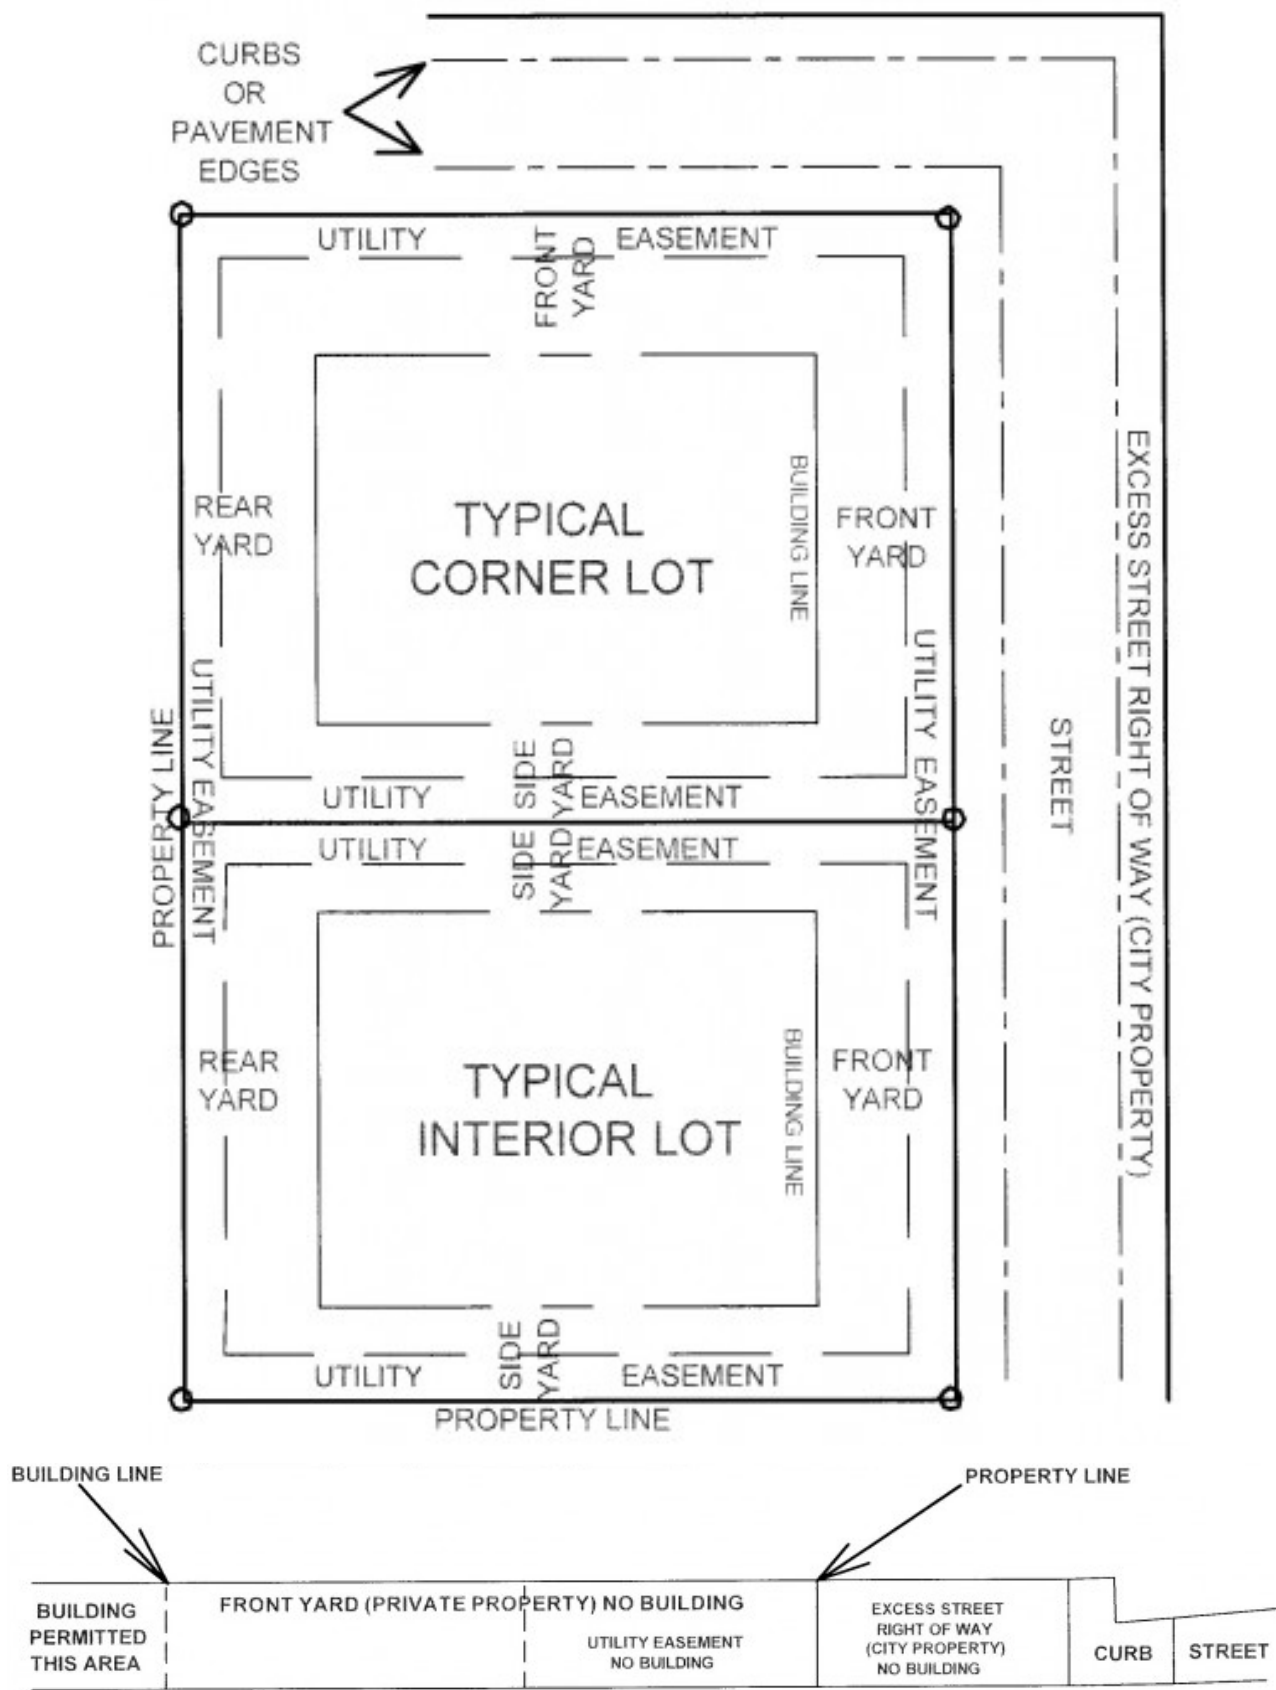 CURBS
OR
PAVEMENT
EDGES
UTILITY
EASEMENT
FRONT
YARD
REAR
YARD
TYPICAL
CORNER LOT
BUILDING LINE
FRONT
YARD
EXCESS STREET RIGHT OF WAY (CITY PROPERTY)
STREET
UTILITY EASEMENT
UTILITY EASEMENT
PROPERTY LINE
UTILITY
SIDE
YARD
EASEMENT
UTILITY
SIDE
YARD
EASEMENT
REAR
YARD
TYPICAL
INTERIOR LOT
BUILDING LINE
FRONT
YARD
UTILITY
SIDE
YARD
EASEMENT
PROPERTY LINE
BUILDING LINE
PROPERTY LINE
BUILDING
PERMITTED
THIS AREA
FRONT YARD (PRIVATE PROPERTY) NO BUILDING
UTILITY EASEMENT
NO BUILDING
EXCESS STREET
RIGHT OF WAY
(CITY PROPERTY)
NO BUILDING
CURB
STREET